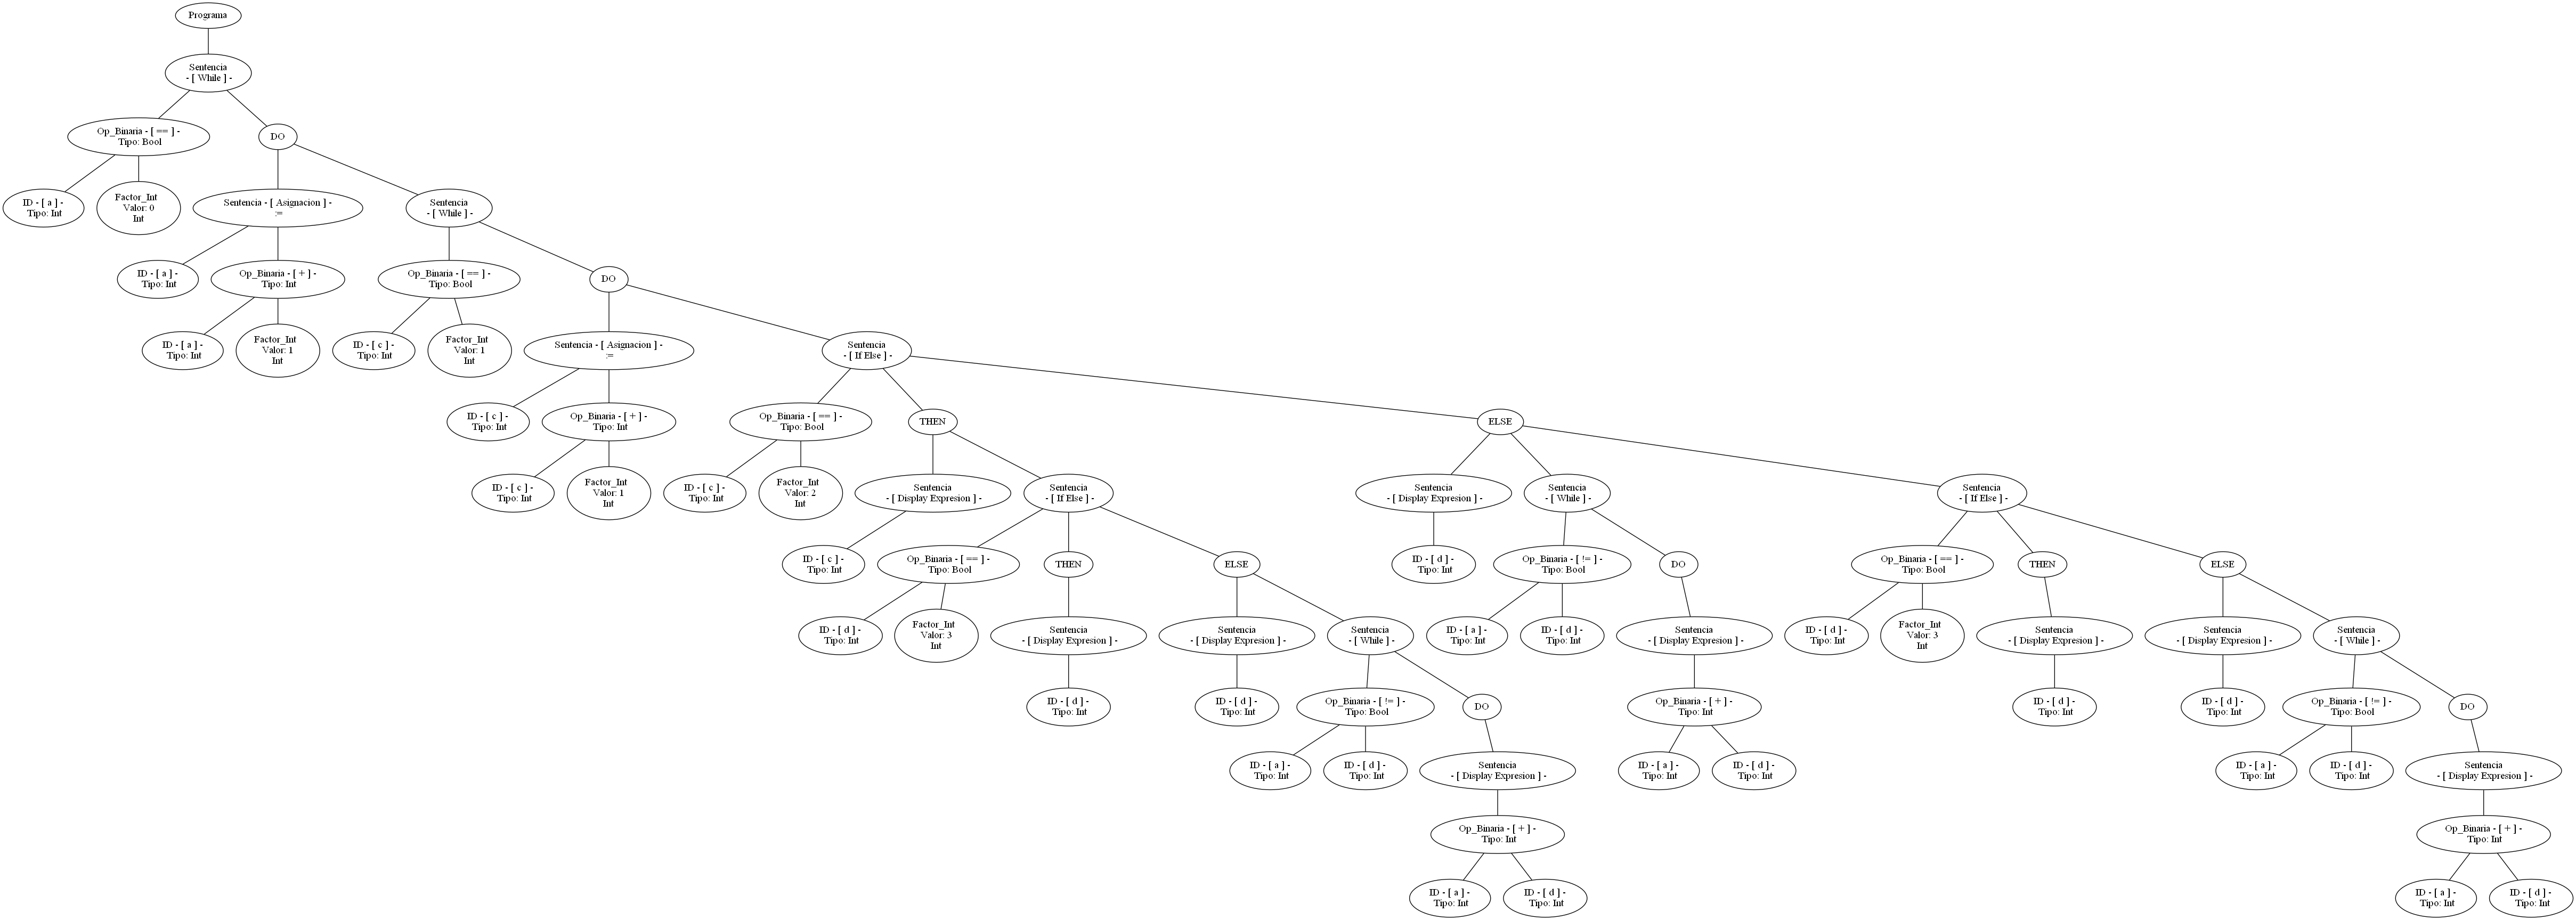 Programa
Sentencia
- [ While ] -
Op_Binaria - [ == ] -
Tipo: Bool
DO
ID - [ a ] -
Tipo: Int
Factor_Int
Valor: 0
Int
Sentencia - [ Asignacion ] -
:=
Sentencia
- [ While ] -
ID - [ a ] -
Tipo: Int
Op_Binaria - [ + ] -
Tipo: Int
Op_Binaria - [ == ] -
Tipo: Bool
DO
ID - [ a ] -
Tipo: Int
Factor_Int
Valor: 1
Int
ID - [ c ] -
Tipo: Int
Factor_Int
Valor: 1
Int
Sentencia - [ Asignacion ] -
:=
Sentencia
- [ If Else ] -
ID - [ c ] -
Tipo: Int
Op_Binaria - [ + ] -
Tipo: Int
Op_Binaria - [ == ] -
Tipo: Bool
THEN
ELSE
ID - [ c ] -
Tipo: Int
Factor_Int
Valor: 1
Int
ID - [ c ] -
Tipo: Int
Factor_Int
Valor: 2
Int
Sentencia
- [ Display Expresion ] -
Sentencia
- [ If Else ] -
Sentencia
- [ Display Expresion ] -
Sentencia
- [ While ] -
Sentencia
- [ If Else ] -
ID - [ c ] -
Tipo: Int
Op_Binaria - [ == ] -
Tipo: Bool
THEN
ELSE
ID - [ d ] -
Tipo: Int
Op_Binaria - [ != ] -
Tipo: Bool
DO
Op_Binaria - [ == ] -
Tipo: Bool
THEN
ELSE
ID - [ d ] -
Tipo: Int
Factor_Int
Valor: 3
Int
Sentencia
- [ Display Expresion ] -
Sentencia
- [ Display Expresion ] -
Sentencia
- [ While ] -
ID - [ a ] -
Tipo: Int
ID - [ d ] -
Tipo: Int
Sentencia
- [ Display Expresion ] -
ID - [ d ] -
Tipo: Int
Factor_Int
Valor: 3
Int
Sentencia
- [ Display Expresion ] -
Sentencia
- [ Display Expresion ] -
Sentencia
- [ While ] -
ID - [ d ] -
Tipo: Int
ID - [ d ] -
Tipo: Int
Op_Binaria - [ != ] -
Tipo: Bool
DO
Op_Binaria - [ + ] -
Tipo: Int
ID - [ d ] -
Tipo: Int
ID - [ d ] -
Tipo: Int
Op_Binaria - [ != ] -
Tipo: Bool
DO
ID - [ a ] -
Tipo: Int
ID - [ d ] -
Tipo: Int
Sentencia
- [ Display Expresion ] -
ID - [ a ] -
Tipo: Int
ID - [ d ] -
Tipo: Int
ID - [ a ] -
Tipo: Int
ID - [ d ] -
Tipo: Int
Sentencia
- [ Display Expresion ] -
Op_Binaria - [ + ] -
Tipo: Int
Op_Binaria - [ + ] -
Tipo: Int
ID - [ a ] -
Tipo: Int
ID - [ d ] -
Tipo: Int
ID - [ a ] -
Tipo: Int
ID - [ d ] -
Tipo: Int